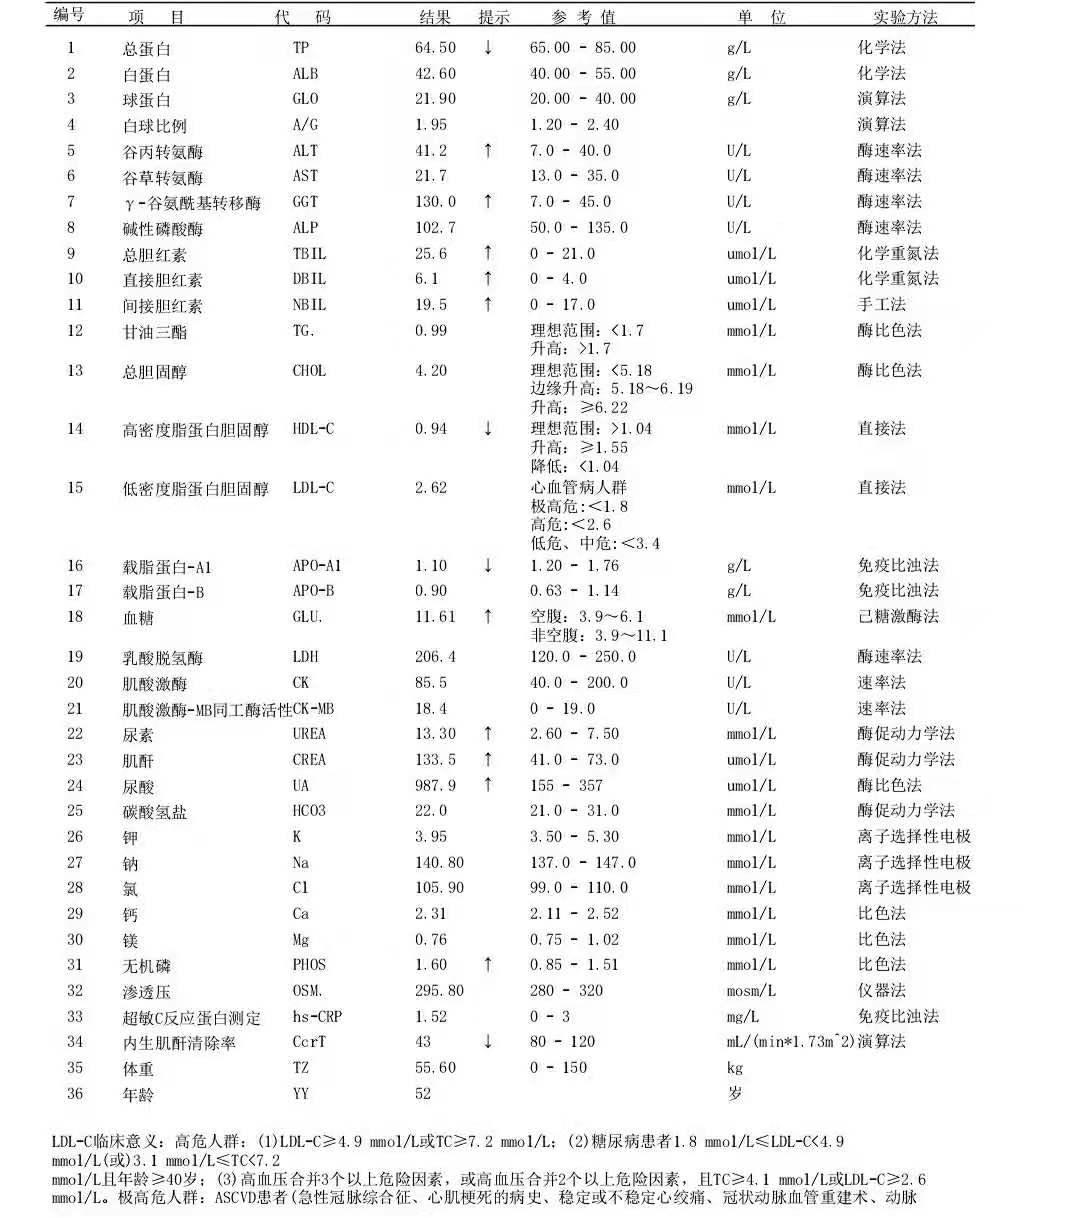 编号 项 目 代 码 结果 提示 参 考 值 单 位 实验方法
1 总蛋白 TP 64.50 ↓ 65.00 - 85.00 g/L 化学法
2 白蛋白 ALB 42.60 40.00 - 55.00 g/L 化学法
3 球蛋白 GLO 21.90 20.00 - 40.00 g/L 演算法
4 白球比例 A/G 1.95 1.20 - 2.40 演算法
5 谷丙转氨酶 ALT 41.2 ↑ 7.0 - 40.0 U/L 酶速率法
6 谷草转氨酶 AST 21.7 13.0 - 35.0 U/L 酶速率法
7 γ-谷氨酰基转移酶 GGT 130.0 ↑ 7.0 - 45.0 U/L 酶速率法
8 碱性磷酸酶 ALP 102.7 50.0 - 135.0 U/L 酶速率法
9 总胆红素 TBIL 25.6 ↑ 0 - 21.0 umol/L 化学重氮法
10 直接胆红素 DBIL 6.1 ↑ 0 - 4.0 umol/L 化学重氮法
11 间接胆红素 NBIL 19.5 ↑ 0 - 17.0 umol/L 手工法
12 甘油三酯 TG. 0.99 理想范围：<1.7 mmol/L 酶比色法
升高：>1.7
13 总胆固醇 CHOL 4.20 理想范围：<5.18 mmol/L 酶比色法
边缘升高：5.18～6.19
升高：≥6.22
14 高密度脂蛋白胆固醇 HDL-C 0.94 ↓ 理想范围：>1.04 mmol/L 直接法
升高：≥1.55
降低：<1.04
15 低密度脂蛋白胆固醇 LDL-C 2.62 心血管病人群 mmol/L 直接法
极高危:＜1.8
高危:＜2.6
低危、中危:＜3.4
16 载脂蛋白-A1 APO-A1 1.10 ↓ 1.20 - 1.76 g/L 免疫比浊法
17 载脂蛋白-B APO-B 0.90 0.63 - 1.14 g/L 免疫比浊法
18 血糖 GLU. 11.61 ↑ 空腹：3.9～6.1 mmol/L 己糖激酶法
非空腹：3.9～11.1
19 乳酸脱氢酶 LDH 206.4 120.0 - 250.0 U/L 酶速率法
20 肌酸激酶 CK 85.5 40.0 - 200.0 U/L 速率法
21 肌酸激酶-MB同工酶活性 CK-MB 18.4 0 - 19.0 U/L 速率法
22 尿素 UREA 13.30 ↑ 2.60 - 7.50 mmol/L 酶促动力学法
23 肌酐 CREA 133.5 ↑ 41.0 - 73.0 umol/L 酶促动力学法
24 尿酸 UA 987.9 ↑ 155 - 357 umol/L 酶比色法
25 碳酸氢盐 HCO3 22.0 21.0 - 31.0 mmol/L 酶促动力学法
26 钾 K 3.95 3.50 - 5.30 mmol/L 离子选择性电极
27 钠 Na 140.80 137.0 - 147.0 mmol/L 离子选择性电极
28 氯 Cl 105.90 99.0 - 110.0 mmol/L 离子选择性电极
29 钙 Ca 2.31 2.11 - 2.52 mmol/L 比色法
30 镁 Mg 0.76 0.75 - 1.02 mmol/L 比色法
31 无机磷 PHOS 1.60 ↑ 0.85 - 1.51 mmol/L 比色法
32 渗透压 OSM. 295.80 280 - 320 mosm/L 仪器法
33 超敏C反应蛋白测定 hs-CRP 1.52 0 - 3 mg/L 免疫比浊法
34 内生肌酐清除率 CcrT 43 ↓ 80 - 120 mL/(min*1.73m^2) 演算法
35 体重 TZ 55.60 0 - 150 kg
36 年龄 YY 52 岁
LDL-C临床意义：高危人群：(1)LDL-C≥4.9 mmol/L或TC≥7.2 mmol/L；(2)糖尿病患者1.8 mmol/L≤LDL-C<4.9
mmol/L(或)3.1 mmol/L≤TC<7.2
mmol/L且年龄≥40岁；(3)高血压合并3个以上危险因素，或高血压合并2个以上危险因素，且TC≥4.1 mmol/L或LDL-C≥2.6
mmol/L。极高危人群：ASCVD患者(急性冠脉综合征、心肌梗死的病史、稳定或不稳定心绞痛、冠状动脉血管重建术、动脉